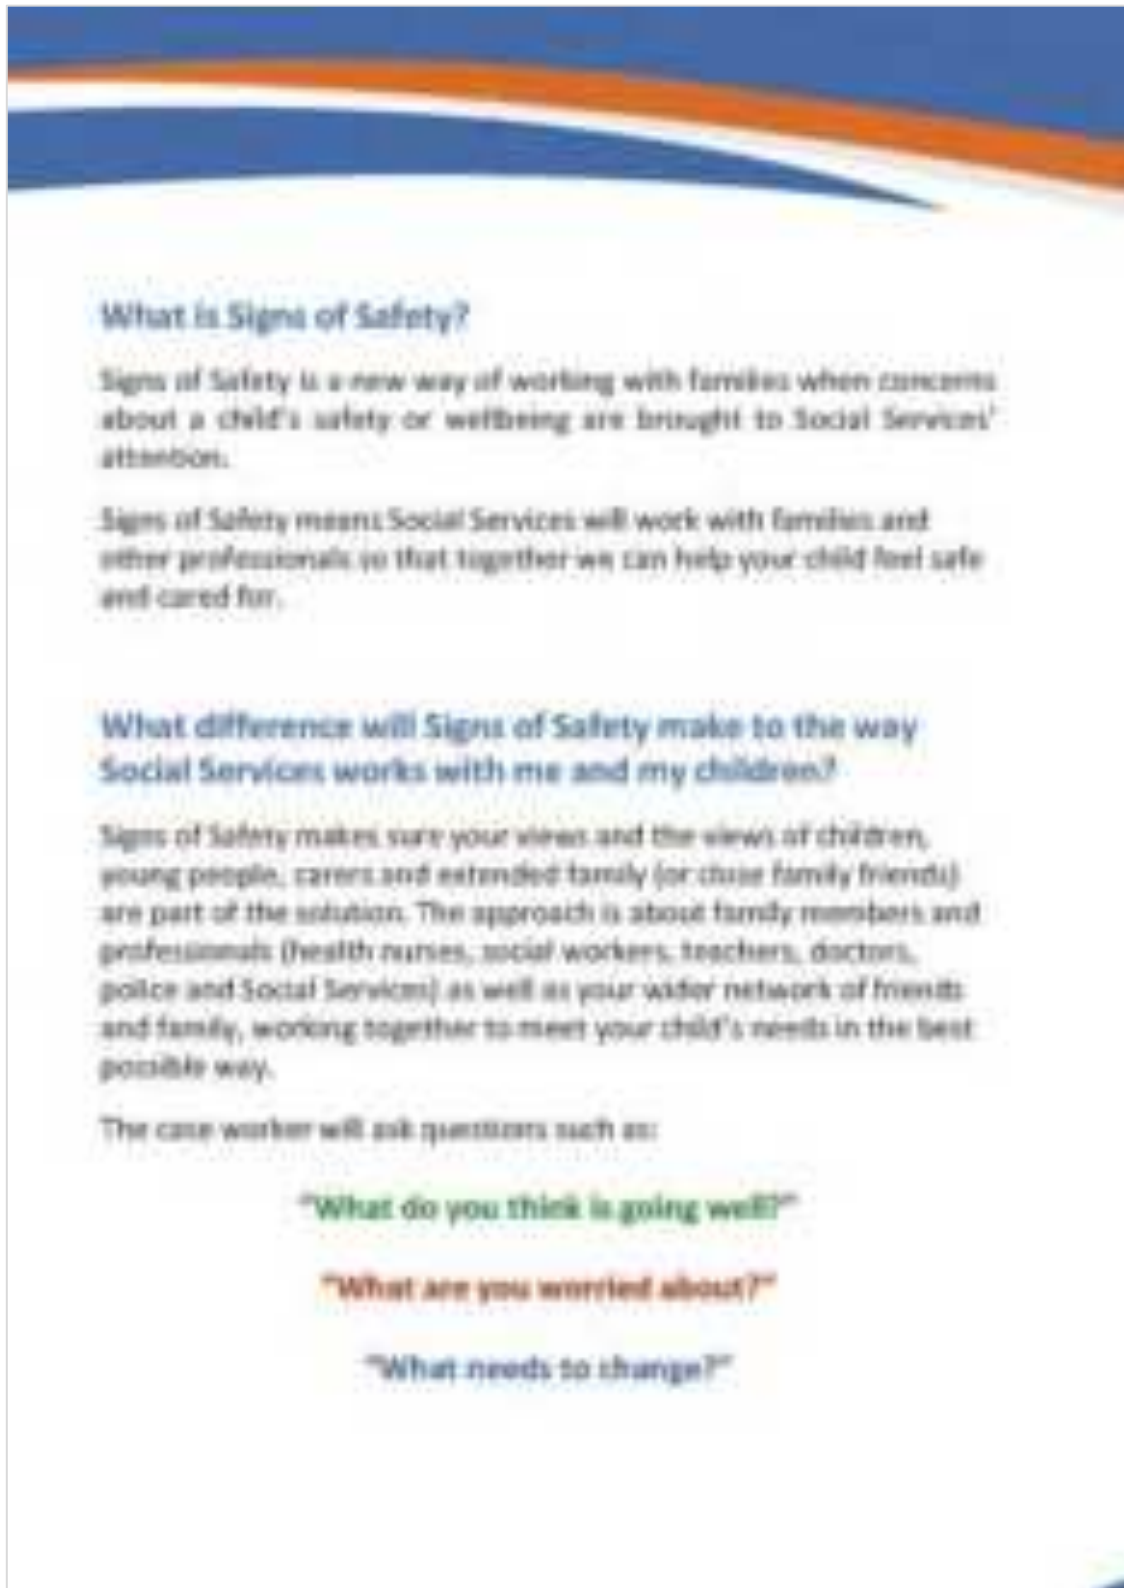 What is Signs of Safety?
Signs of Safety is a new way of working with families when concerns
about a child's safety or wellbeing are brought to Social Services'
attention.
Signs of Safety means Social Services will work with families and
other professionals so that together we can help your child feel safe
and cared for.
What difference will Signs of Safety make to the way
Social Services works with me and my children?
Signs of Safety makes sure your views and the views of children,
young people, carers and extended family (or close family friends)
are part of the solution. The approach is about family members and
professionals (health nurses, social workers, teachers, doctors,
police and Social Services) as well as your wider network of friends
and family, working together to meet your child's needs in the best
possible way.
The case worker will ask questions such as:
"What do you think is going well?"
"What are you worried about?"
"What needs to change?"